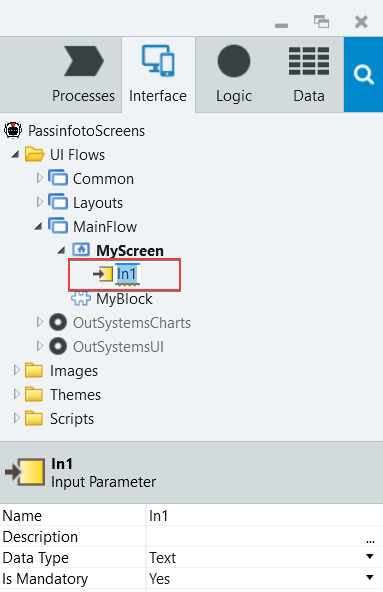 Processes Interface Logic Data
PassinfotoScreens
UI Flows
Common
Layouts
MainFlow
MyScreen
In1
MyBlock
OutSystemsCharts
OutSystemsUI
Images
Themes
Scripts
In1
Input Parameter
Name In1
Description ...
Data Type Text
Is Mandatory Yes